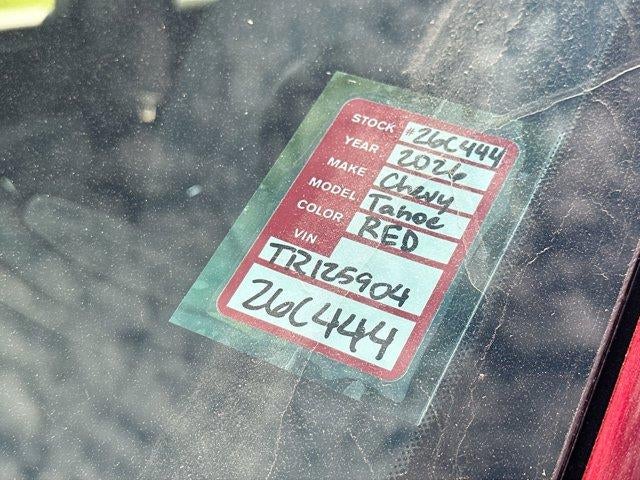 STOCK #26C444
YEAR 2026
MAKE Chevy
MODEL Tahoe
COLOR RED
VIN
TR125904
26C444